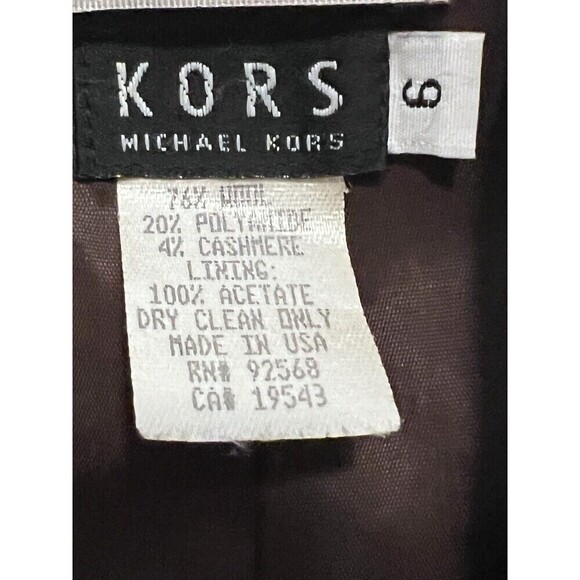 KORS
MICHAEL KORS
6
76% WOOL
20% POLYAMIDE
4% CASHMERE
LINING:
100% ACETATE
DRY CLEAN ONLY
MADE IN USA
RN# 92568
CA# 19543